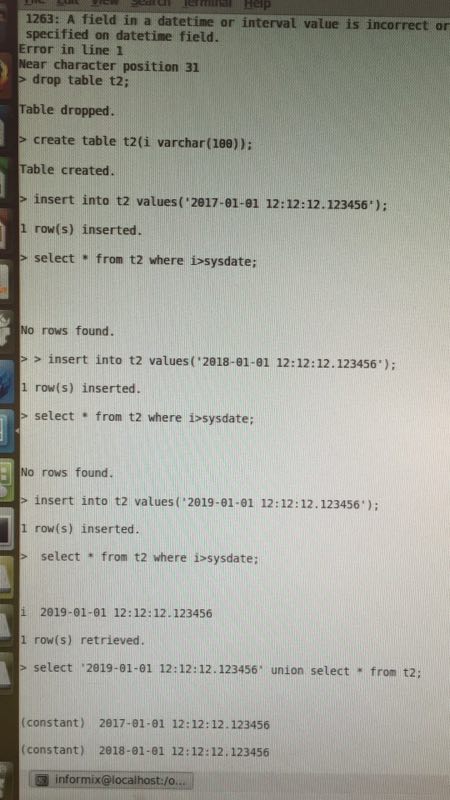 File Edit View Search Terminal Help
1263: A field in a datetime or interval value is incorrect or
specified on datetime field.
Error in line 1
Near character position 31
> drop table t2;
Table dropped.
> create table t2(i varchar(100));
Table created.
> insert into t2 values('2017-01-01 12:12:12.123456');
1 row(s) inserted.
> select * from t2 where i>sysdate;
No rows found.
> > insert into t2 values('2018-01-01 12:12:12.123456');
1 row(s) inserted.
> select * from t2 where i>sysdate;
No rows found.
> insert into t2 values('2019-01-01 12:12:12.123456');
1 row(s) inserted.
>  select * from t2 where i>sysdate;
i  2019-01-01 12:12:12.123456
1 row(s) retrieved.
> select '2019-01-01 12:12:12.123456' union select * from t2;
(constant)  2017-01-01 12:12:12.123456
(constant)  2018-01-01 12:12:12.123456
informix@localhost:/o...